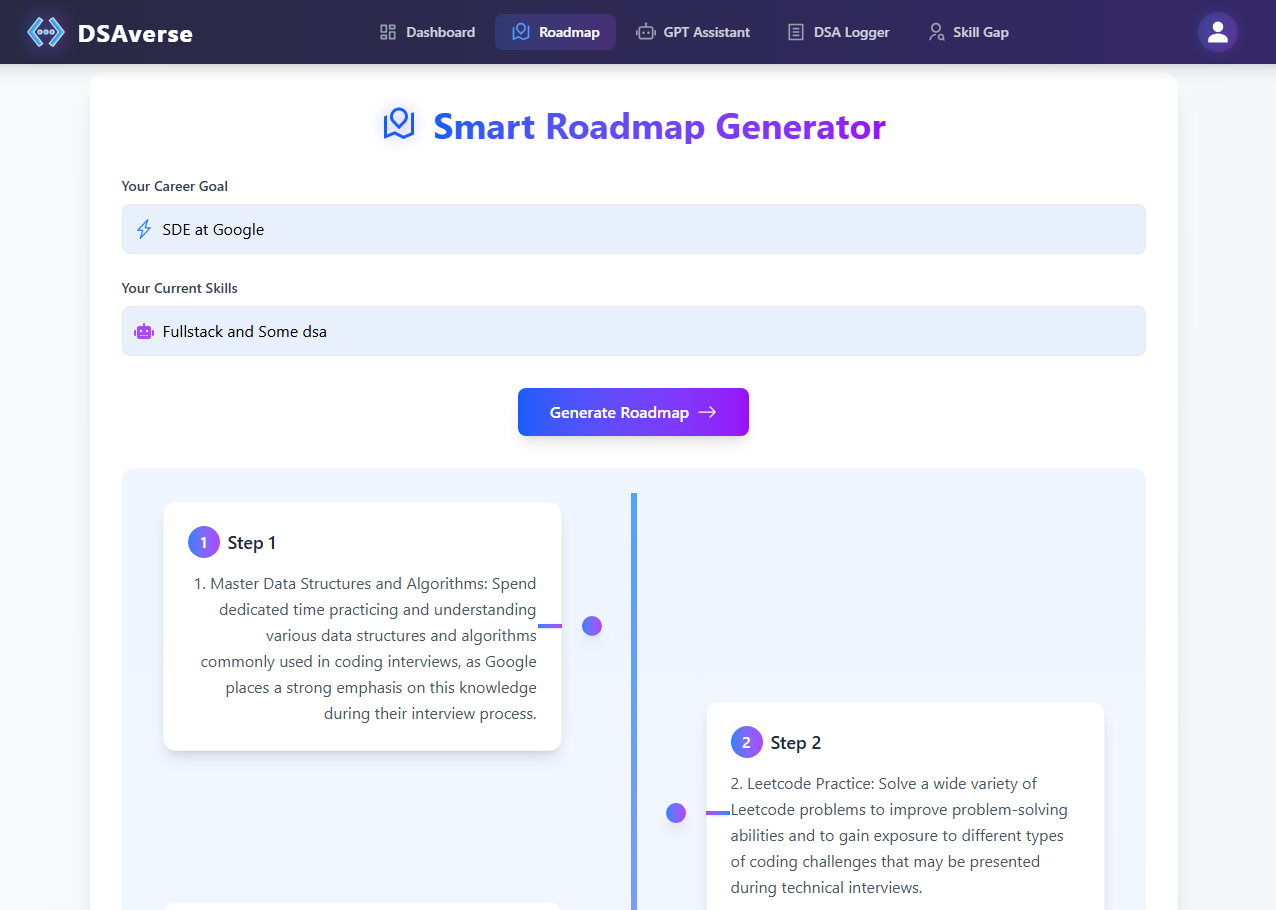 DSAverse
Dashboard
Roadmap
GPT Assistant
DSA Logger
Skill Gap
Smart Roadmap Generator
Your Career Goal
SDE at Google
Your Current Skills
Fullstack and Some dsa
Generate Roadmap
1 Step 1
1. Master Data Structures and Algorithms: Spend
dedicated time practicing and understanding
various data structures and algorithms
commonly used in coding interviews, as Google
places a strong emphasis on this knowledge
during their interview process.
2 Step 2
2. Leetcode Practice: Solve a wide variety of
Leetcode problems to improve problem-solving
abilities and to gain exposure to different types
of coding challenges that may be presented
during technical interviews.